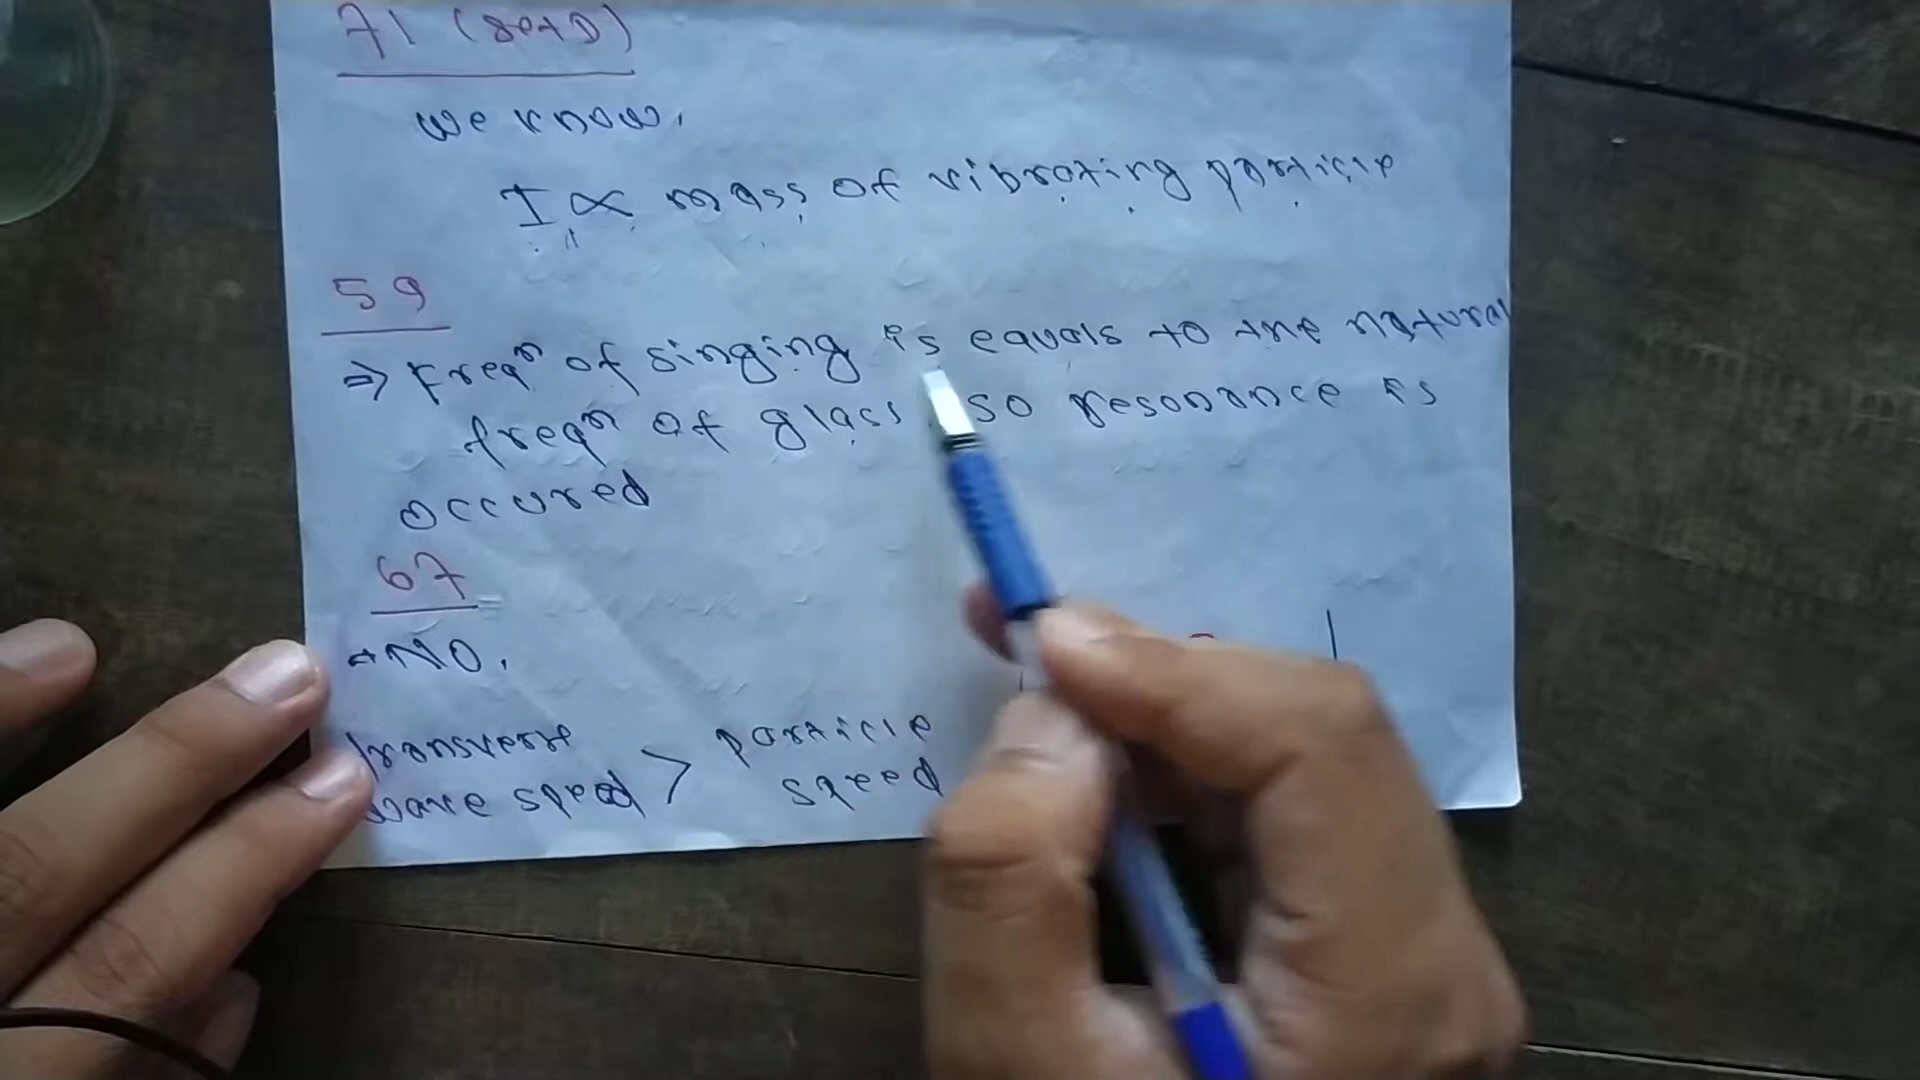 71 (set D)
we know,
I ∝ mass of vibrating particle
59
⇒ Freqn of singing is equals to the natural
freqn of glass so resonance is
occured
67
→ No.
transverse
wave speed > particle speed